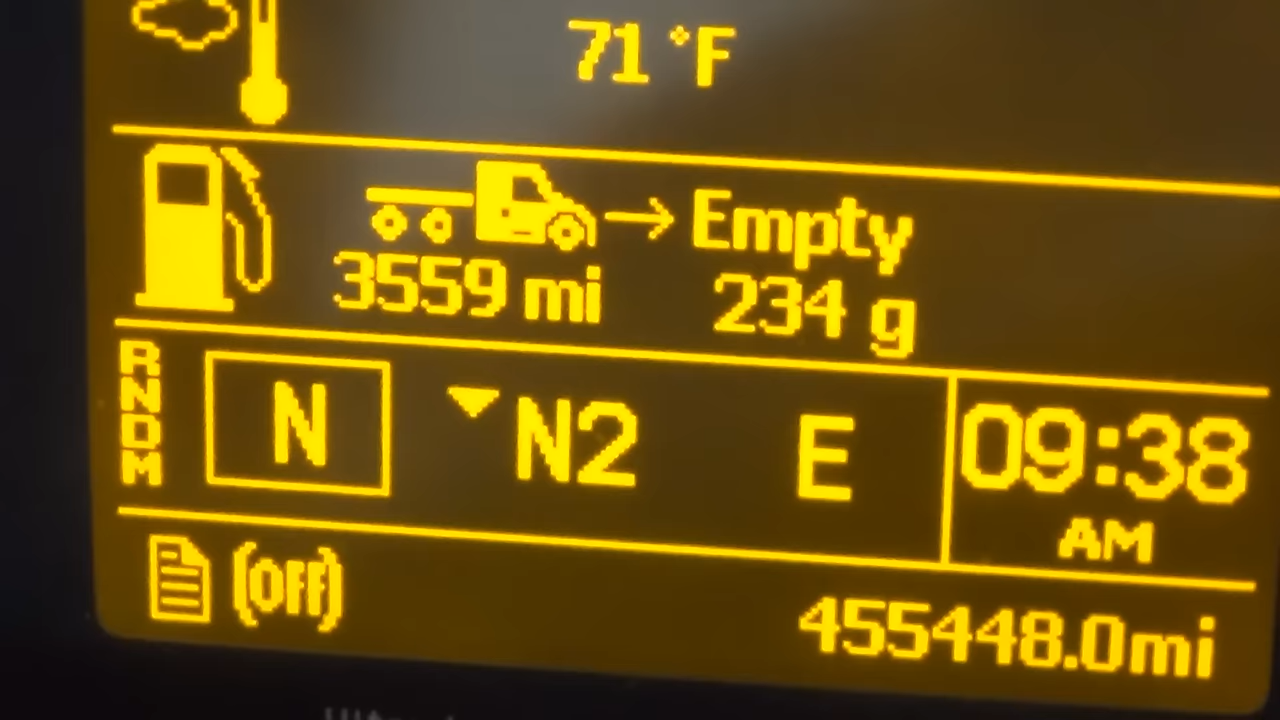 71 °F
→ Empty
3559 mi 234 g
R
N
D
M
N N2 E
09:38
AM
(Off)
455448.0mi